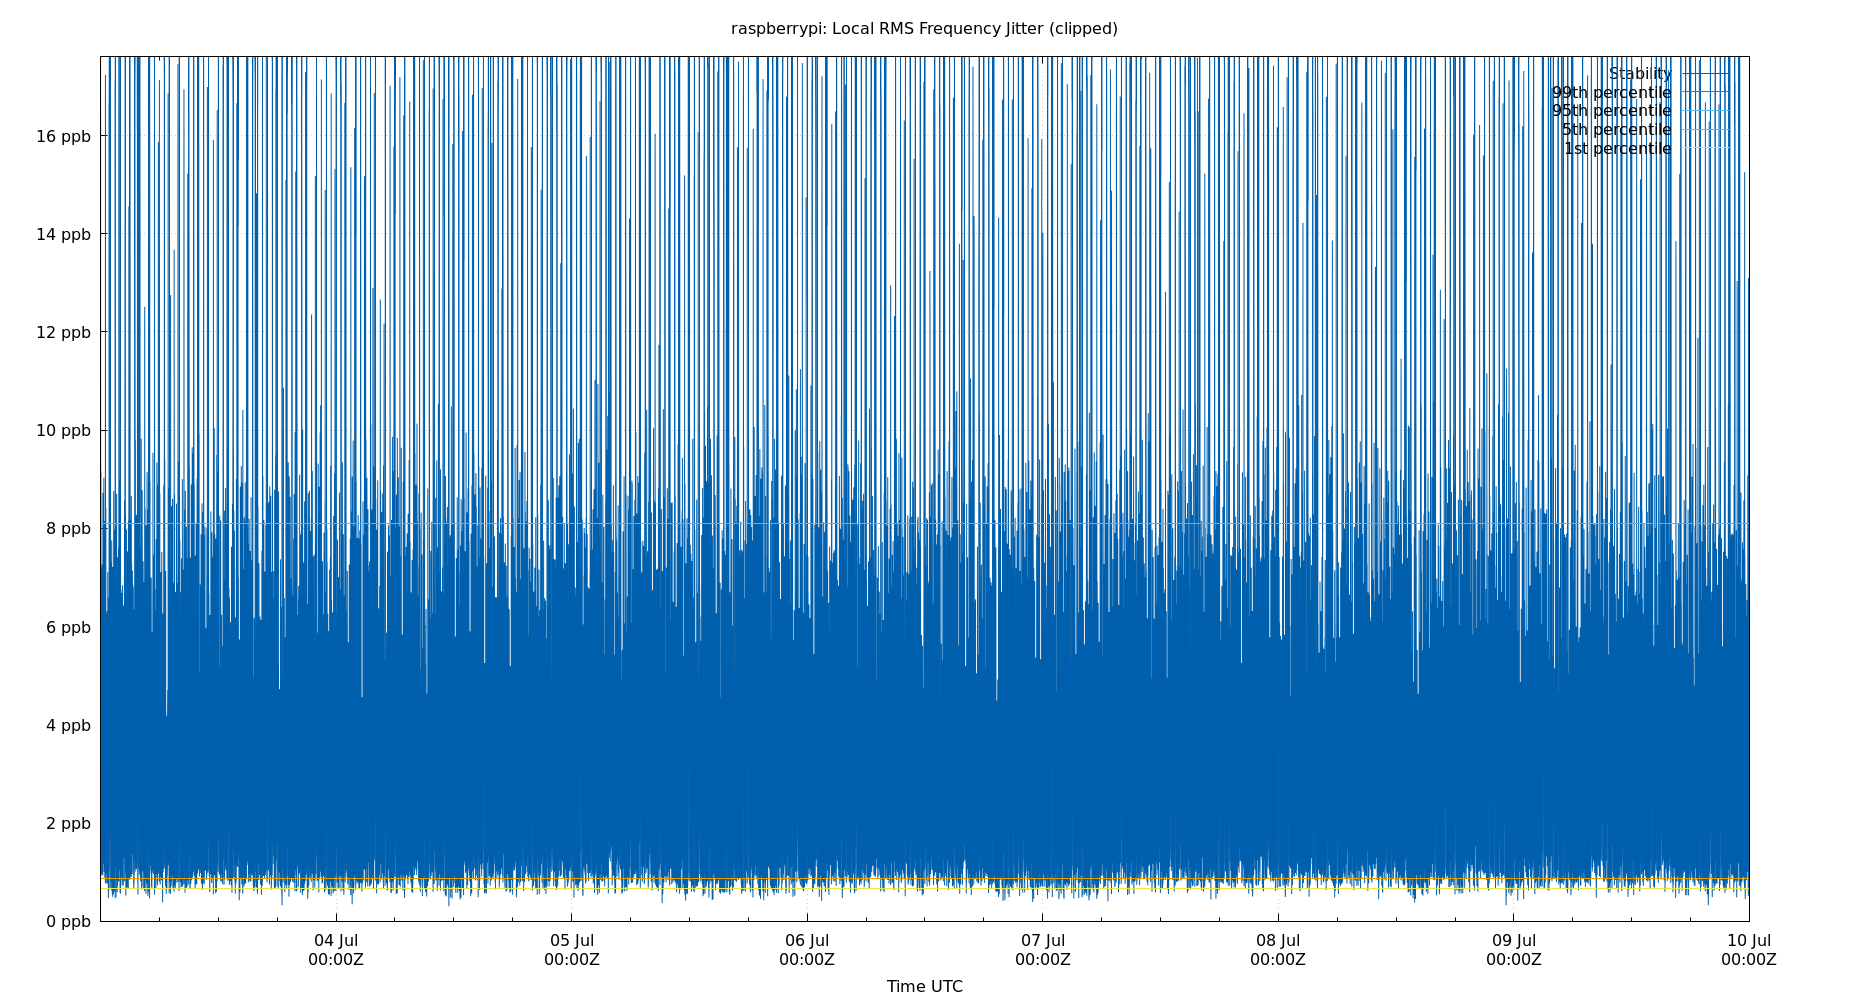 raspberrypi: Local RMS Frequency Jitter (clipped)
Stability
99th percentile
95th percentile
5th percentile
1st percentile
16 ppb
14 ppb
12 ppb
10 ppb
8 ppb
6 ppb
4 ppb
2 ppb
0 ppb
04 Jul 05 Jul 06 Jul 07 Jul 08 Jul 09 Jul 10 Jul
00:00Z 00:00Z 00:00Z 00:00Z 00:00Z 00:00Z 00:00Z
Time UTC